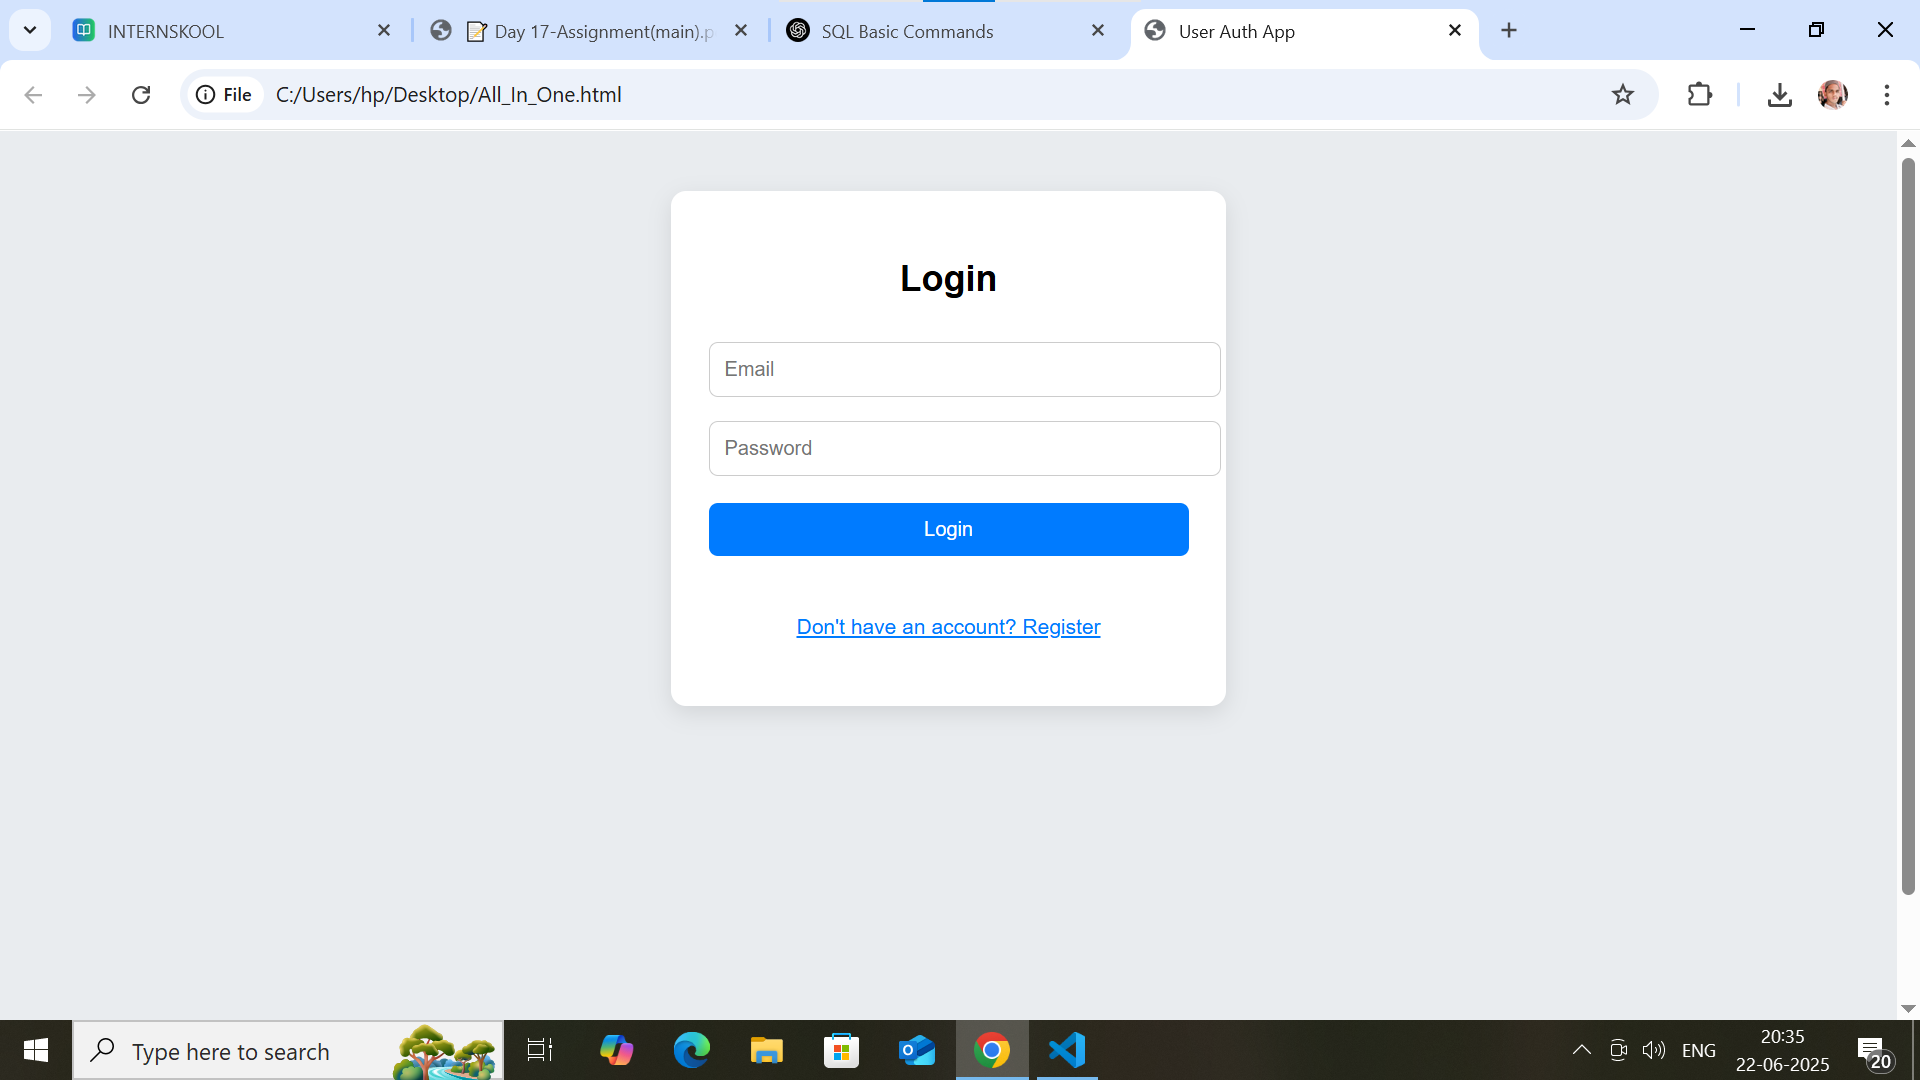 INTERNSKOOL
📝 Day 17-Assignment(main).p
SQL Basic Commands
User Auth App
File
C:/Users/hp/Desktop/All_In_One.html
Login
Email
Password
Login
Don't have an account? Register
Type here to search
ENG
20:35
22-06-2025
20